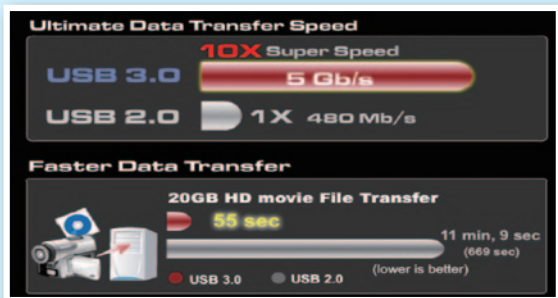 Ultimate Data Transfer Speed
10X Super Speed
USB 3.0 5 Gb/s
USB 2.0 1X 480 Mb/s
Faster Data Transfer
20GB HD movie File Transfer
55 sec
11 min, 9 sec
(669 sec)
(lower is better)
USB 3.0 USB 2.0